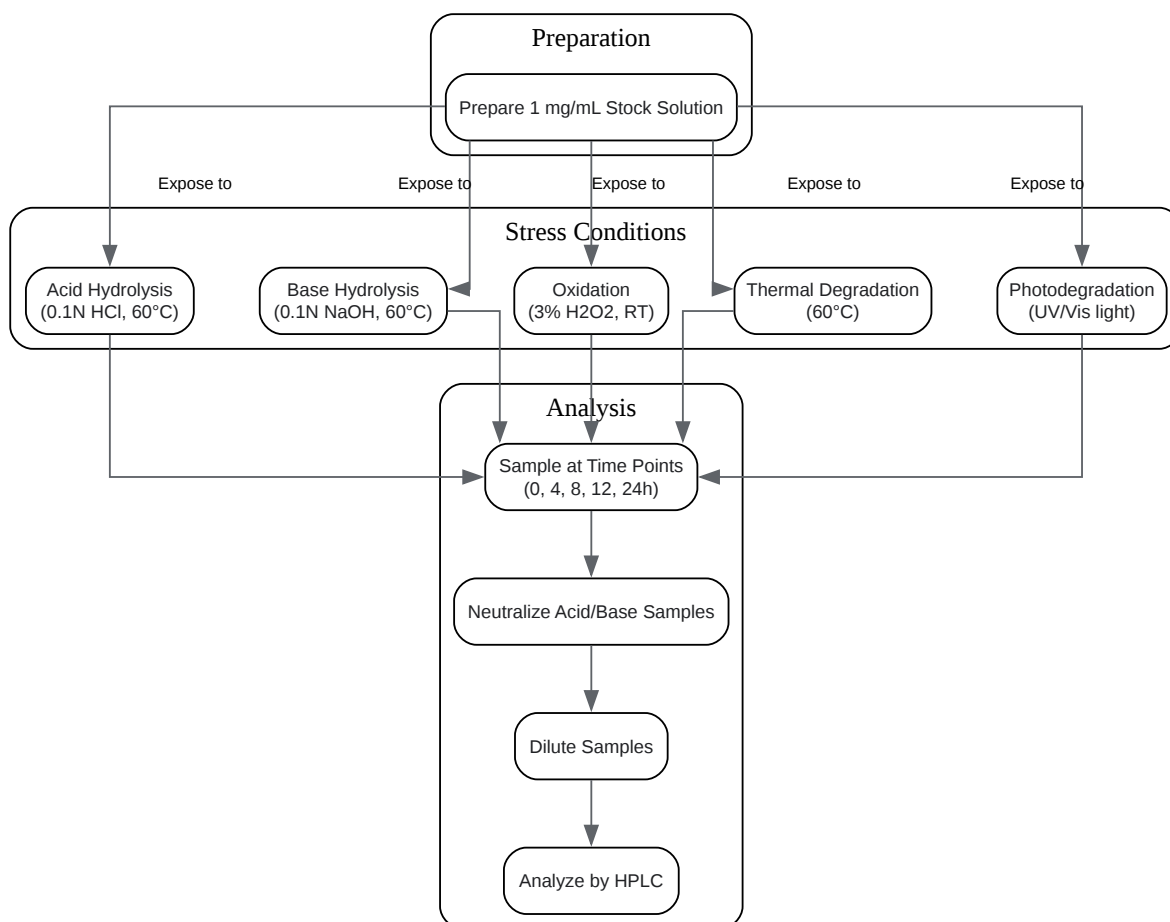 Preparation
Prepare 1 mg/mL Stock Solution
Expose to
Expose to
Expose to
Expose to
Expose to
Stress Conditions
Acid Hydrolysis
(0.1N HCl, 60°C)
Base Hydrolysis
(0.1N NaOH, 60°C)
Oxidation
(3% H2O2, RT)
Thermal Degradation
(60°C)
Photodegradation
(UV/Vis light)
Analysis
Sample at Time Points
(0, 4, 8, 12, 24h)
Neutralize Acid/Base Samples
Dilute Samples
Analyze by HPLC